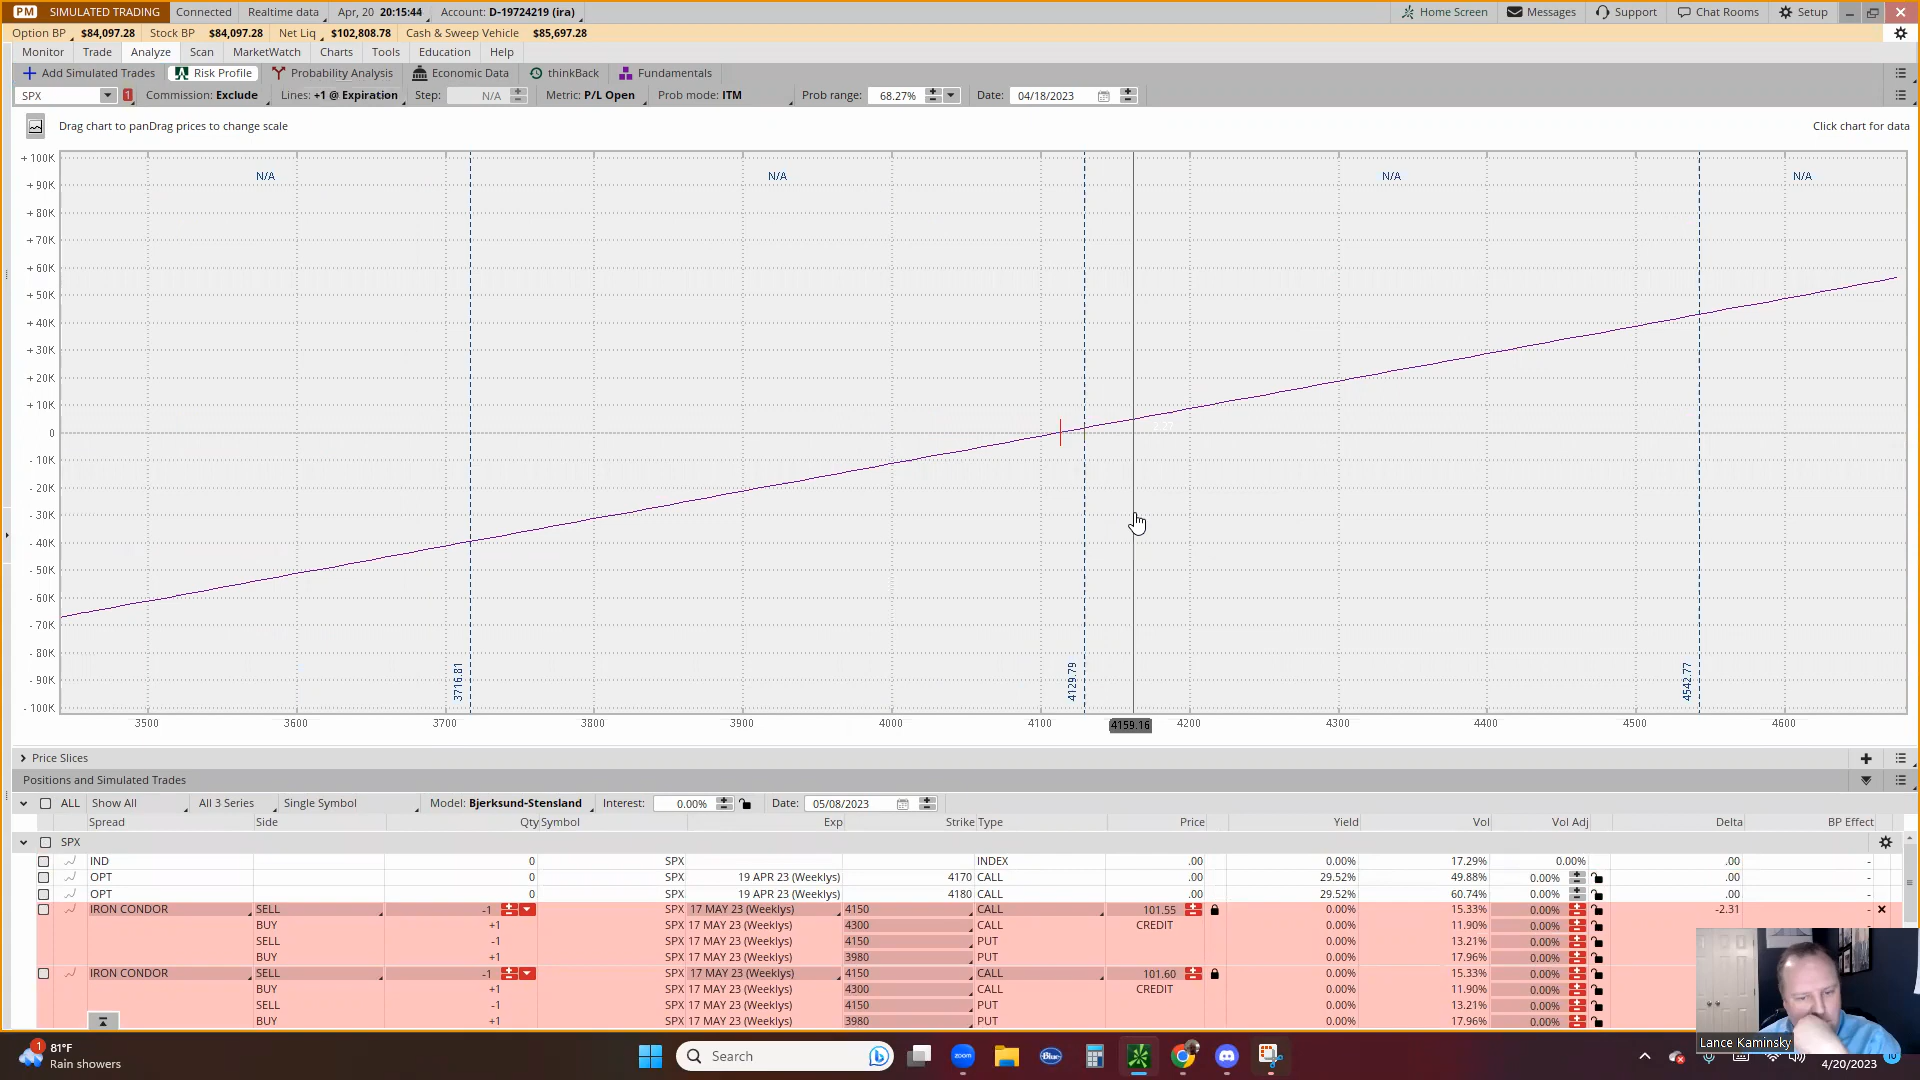 PM SIMULATED TRADING Connected Realtime data Apr, 20 20:15:44 Account: D-19724219 (ira) Home Screen Messages Support Chat Rooms Setup
Option BP $84,097.28 Stock BP $84,097.28 Net Liq $102,808.78 Cash & Sweep Vehicle $85,697.28
Monitor Trade Analyze Scan MarketWatch Charts Tools Education Help
Add Simulated Trades Risk Profile Probability Analysis Economic Data thinkBack Fundamentals
SPX 1 Commission: Exclude Lines: +1 @ Expiration Step: N/A Metric: P/L Open Prob mode: ITM Prob range: 68.27% Date: 04/18/2023
Drag chart to panDrag prices to change scale Click chart for data
+ 100K
N/A N/A N/A N/A
+ 90K
+ 80K
+ 70K
+ 60K
+ 50K
+ 40K
+ 30K
+ 20K
+ 10K
0
- 10K
- 20K
- 30K
- 40K
- 50K
- 60K
- 70K
- 80K
3716.81 4129.79 4542.77
- 90K
- 100K
3500 3600 3700 3800 3900 4000 4100 4159.16 4200 4300 4400 4500 4600
Price Slices
Positions and Simulated Trades
ALL Show All All 3 Series Single Symbol Model: Bjerksund-Stensland Interest: 0.00% Date: 05/08/2023
Spread Side Qty Symbol Exp Strike Type Price Yield Vol Vol Adj Delta BP Effect
SPX
IND 0 SPX INDEX .00 0.00% 17.29% 0.00% .00 -
OPT 0 SPX 19 APR 23 (Weeklys) 4170 CALL .00 29.52% 49.88% 0.00% .00 -
OPT 0 SPX 19 APR 23 (Weeklys) 4180 CALL .00 29.52% 60.74% 0.00% .00 -
IRON CONDOR SELL -1 SPX 17 MAY 23 (Weeklys) 4150 CALL 101.55 0.00% 15.33% 0.00% -2.31 -
BUY +1 SPX 17 MAY 23 (Weeklys) 4300 CALL CREDIT 0.00% 11.90% 0.00%
SELL -1 SPX 17 MAY 23 (Weeklys) 4150 PUT 0.00% 13.21% 0.00%
BUY +1 SPX 17 MAY 23 (Weeklys) 3980 PUT 0.00% 17.96% 0.00%
IRON CONDOR SELL -1 SPX 17 MAY 23 (Weeklys) 4150 CALL 101.60 0.00% 15.33% 0.00%
BUY +1 SPX 17 MAY 23 (Weeklys) 4300 CALL CREDIT 0.00% 11.90% 0.00%
SELL -1 SPX 17 MAY 23 (Weeklys) 4150 PUT 0.00% 13.21% 0.00%
BUY +1 SPX 17 MAY 23 (Weeklys) 3980 PUT 0.00% 17.96% 0.00%
Lance Kaminsky
1 81°F
Rain showers
Search
zoom
Blue
4/20/2023